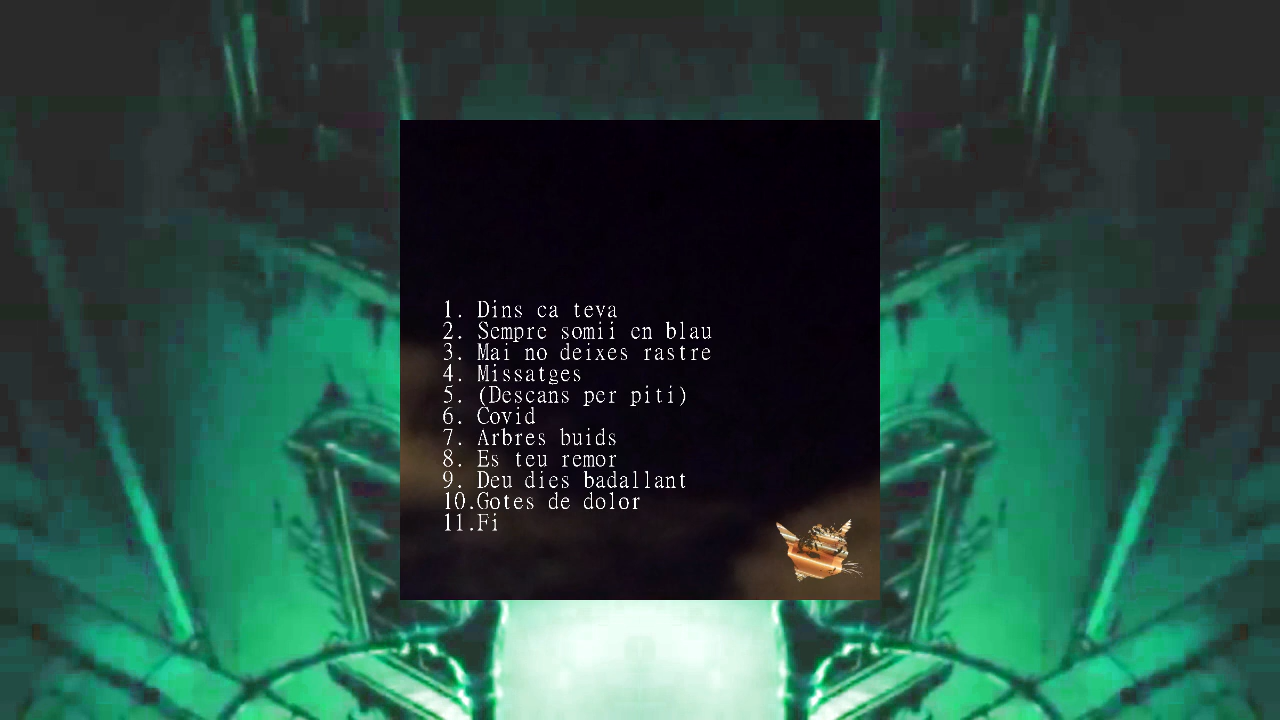 1. Dins ca teva
2. Sempre somii en blau
3. Mai no deixes rastre
4. Missatges
5. (Descans per piti)
6. Covid
7. Arbres buids
8. Es teu remor
9. Deu dies badallant
10.Gotes de dolor
11.Fi